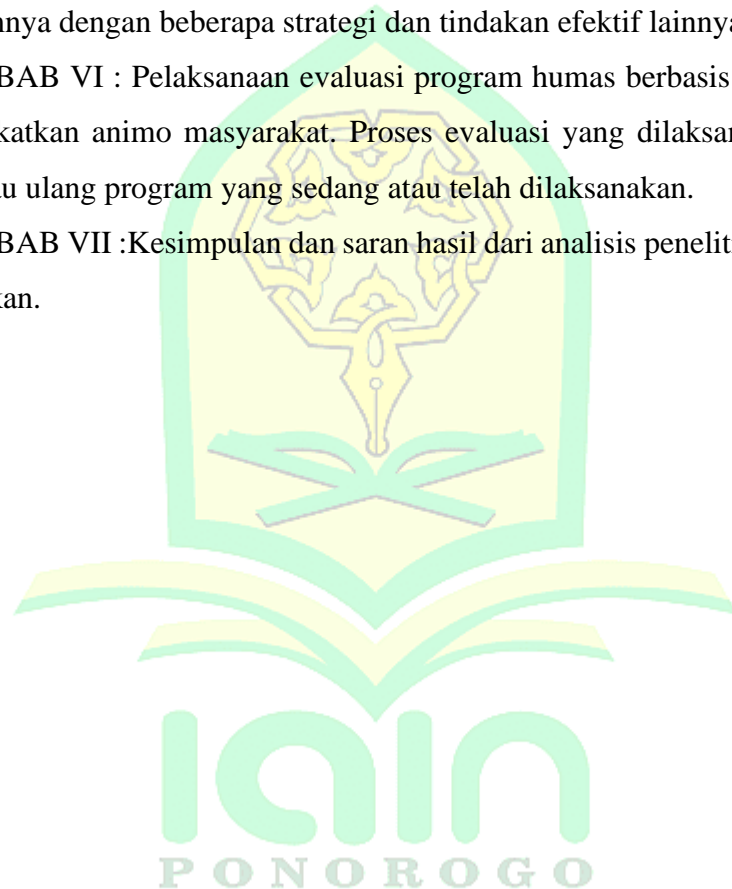 nnya dengan beberapa strategi dan tindakan efektif lainnya
BAB VI : Pelaksanaan evaluasi program humas berbasis
katkan animo masyarakat. Proses evaluasi yang dilaksan
u ulang program yang sedang atau telah dilaksanakan.
BAB VII :Kesimpulan dan saran hasil dari analisis penelit
kan.
iain
PONOROGO